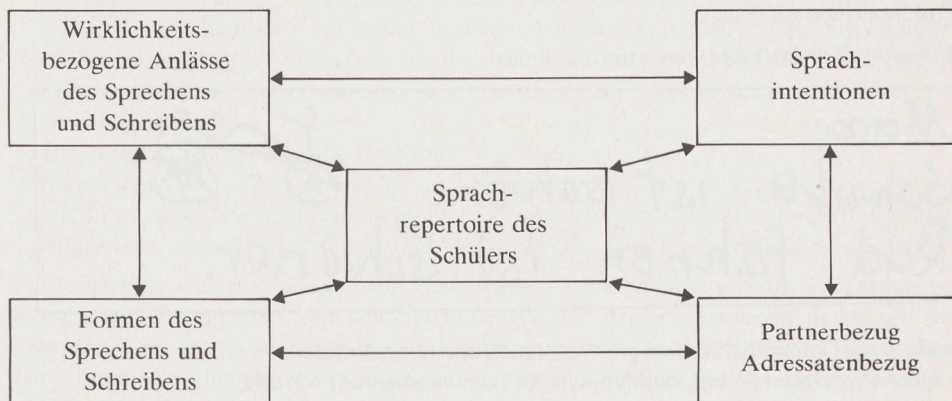 Wirklichkeits-
bezogene Anlässe
des Sprechens
und Schreibens
Sprach-
intentionen
Sprach-
repertoire des
Schülers
Formen des
Sprechens und
Schreibens
Partnerbezug
Adressatenbezug